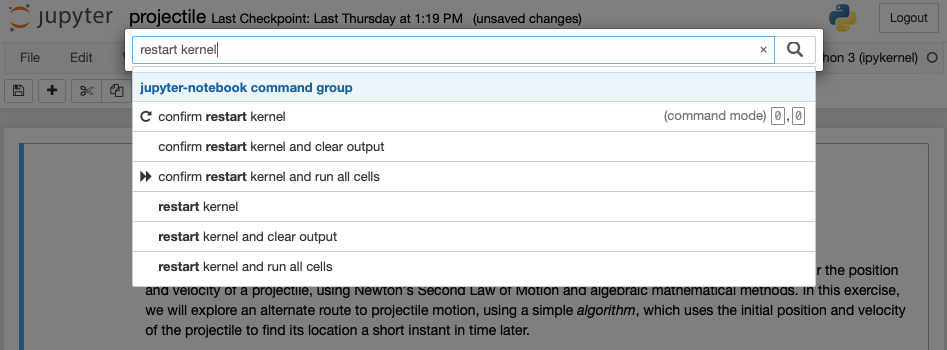 jupyter projectile Last Checkpoint: Last Thursday at 1:19 PM (unsaved changes) Logout
restart kernel ×
File Edit hon 3 (ipykernel)
jupyter-notebook command group
confirm restart kernel (command mode) 0,0
confirm restart kernel and clear output
confirm restart kernel and run all cells
restart kernel
restart kernel and clear output
restart kernel and run all cells
r the position
and velocity of a projectile, using Newton's Second Law of Motion and algebraic mathematical methods. In this exercise,
we will explore an alternate route to projectile motion, using a simple algorithm, which uses the initial position and velocity
of the projectile to find its location a short instant in time later.